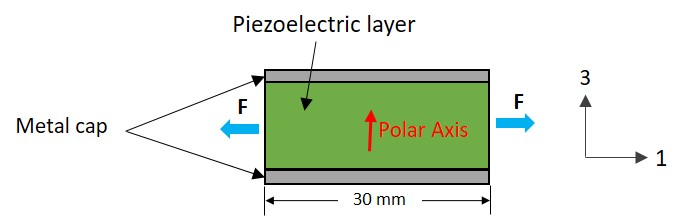 Piezoelectric layer
F
F
3
Metal cap
Polar Axis
1
30 mm